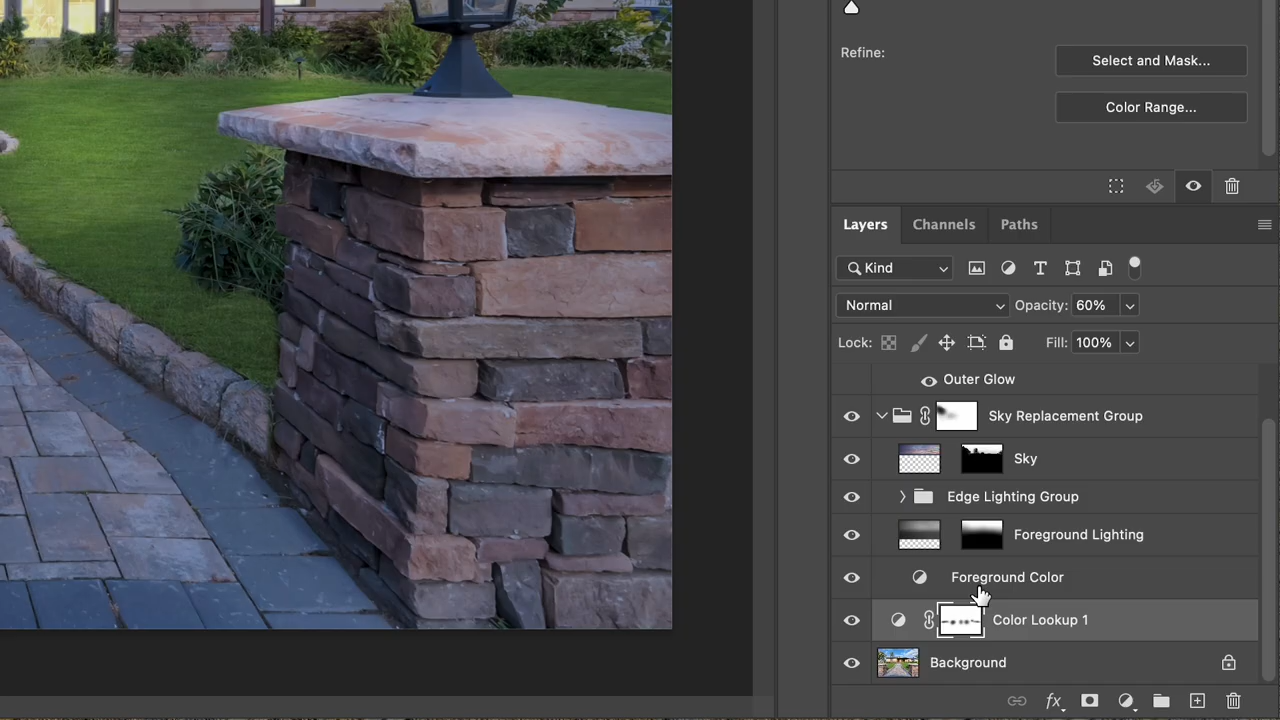 Refine:
Select and Mask...
Color Range...
Layers
Channels
Paths
Kind
Normal
Opacity: 60%
Lock:
Fill: 100%
Outer Glow
Sky Replacement Group
Sky
Edge Lighting Group
Foreground Lighting
Foreground Color
Color Lookup 1
Background
fx